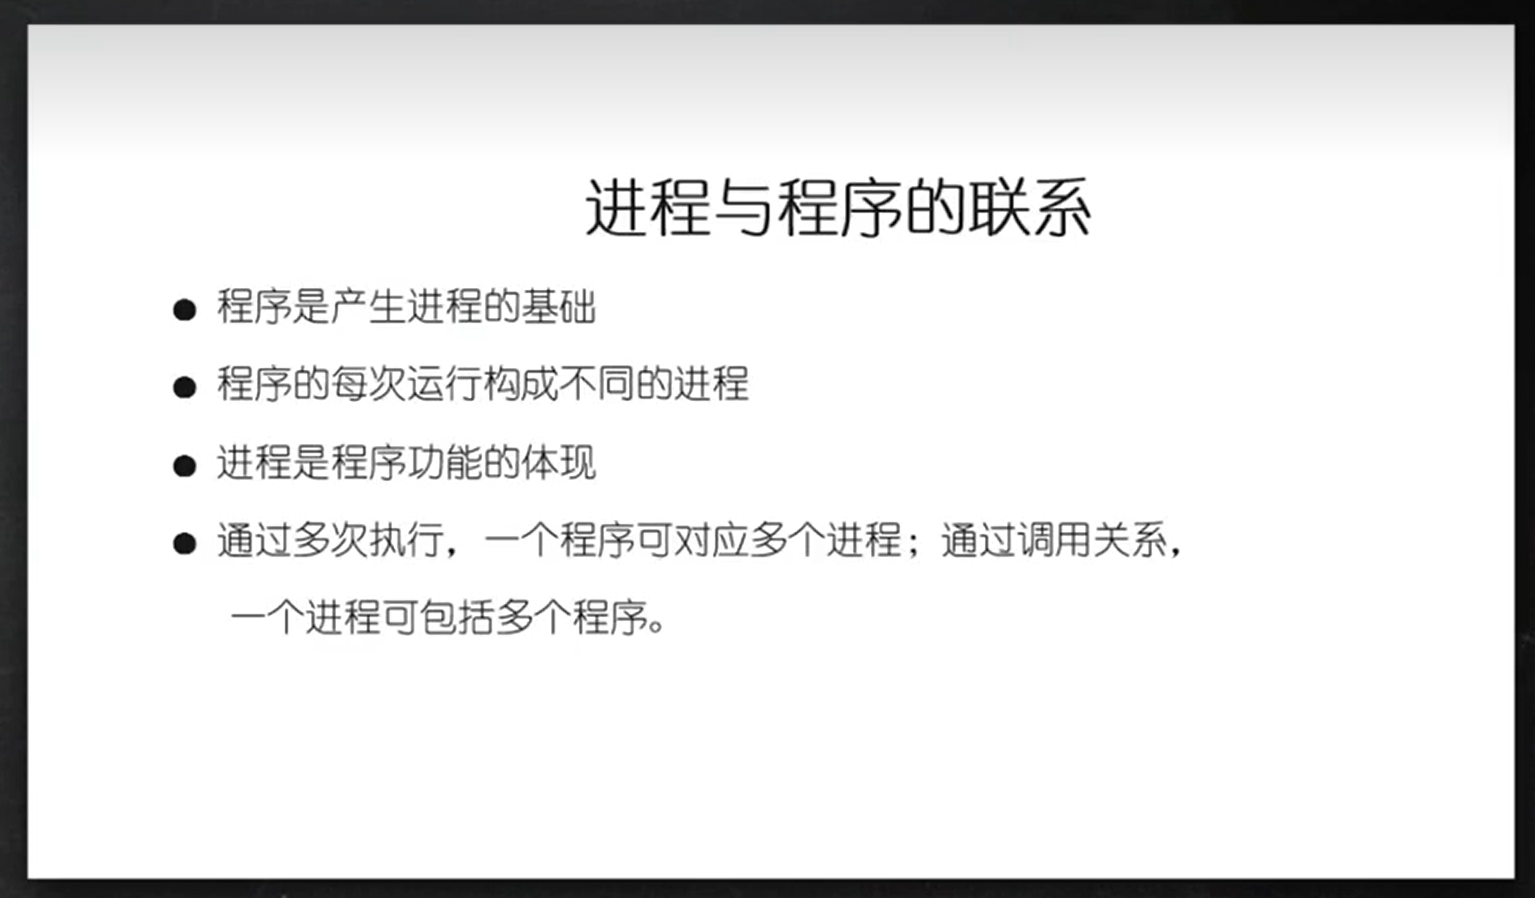 进程与程序的联系
程序是产生进程的基础
程序的每次运行构成不同的进程
进程是程序功能的体现
通过多次执行，一个程序可对应多个进程；通过调用关系，
一个进程可包括多个程序。